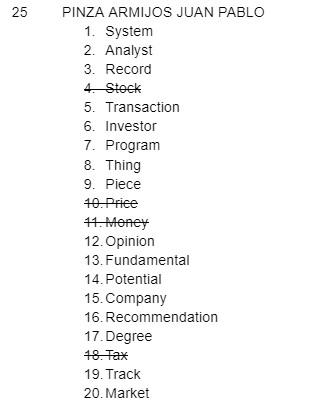 25 PINZA ARMIJOS JUAN PABLO
1. System
2. Analyst
3. Record
4. Stock
5. Transaction
6. Investor
7. Program
8. Thing
9. Piece
10. Price
11. Money
12. Opinion
13. Fundamental
14. Potential
15. Company
16. Recommendation
17. Degree
18. Tax
19. Track
20. Market